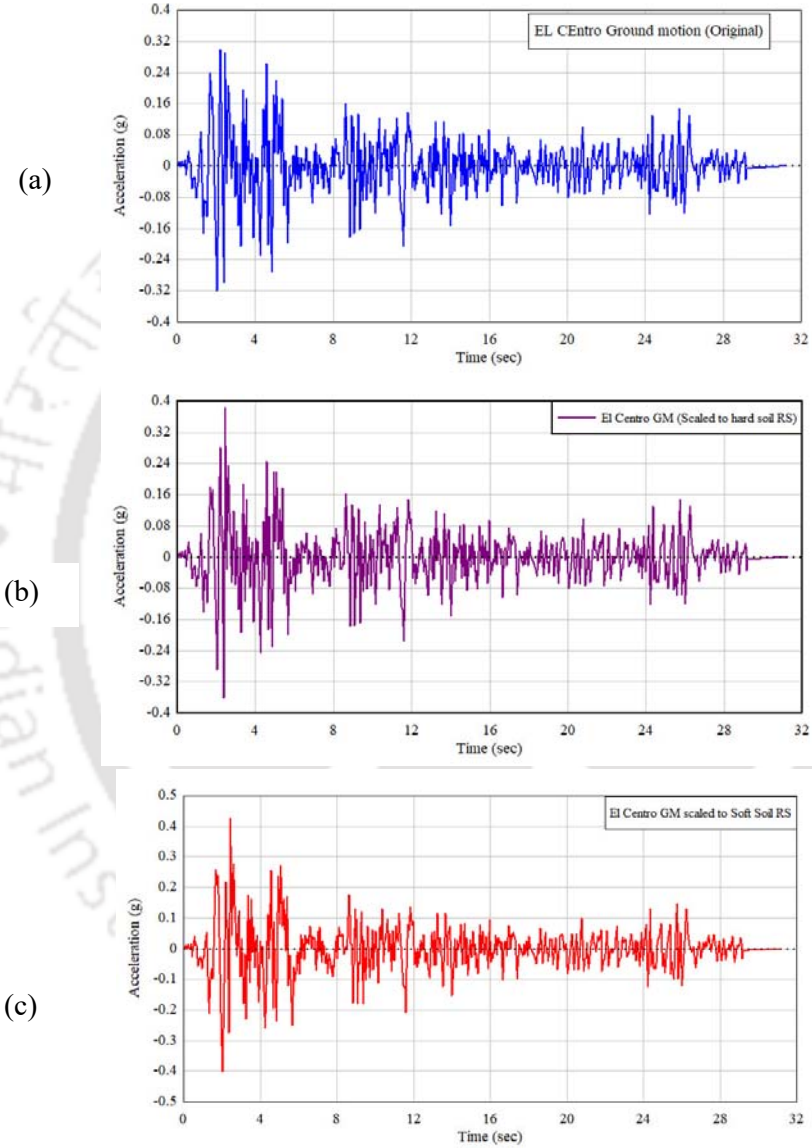 (a)
EL CEntro Ground motion (Original)
Acceleration (g)
0.4
0.32
0.24
0.16
0.08
0
-0.08
-0.16
-0.24
-0.32
-0.4
0 4 8 12 16 20 24 28 32
Time (sec)
(b)
El Centro GM (Scaled to hard soil RS)
Acceleration (g)
0.4
0.32
0.24
0.16
0.08
0
-0.08
-0.16
-0.24
-0.32
-0.4
0 4 8 12 16 20 24 28 32
Time (sec)
(c)
El Centro GM scaled to Soft Soil RS
Acceleration (g)
0.5
0.4
0.3
0.2
0.1
0
-0.1
-0.2
-0.3
-0.4
-0.5
0 4 8 12 16 20 24 28 32
Time (sec)